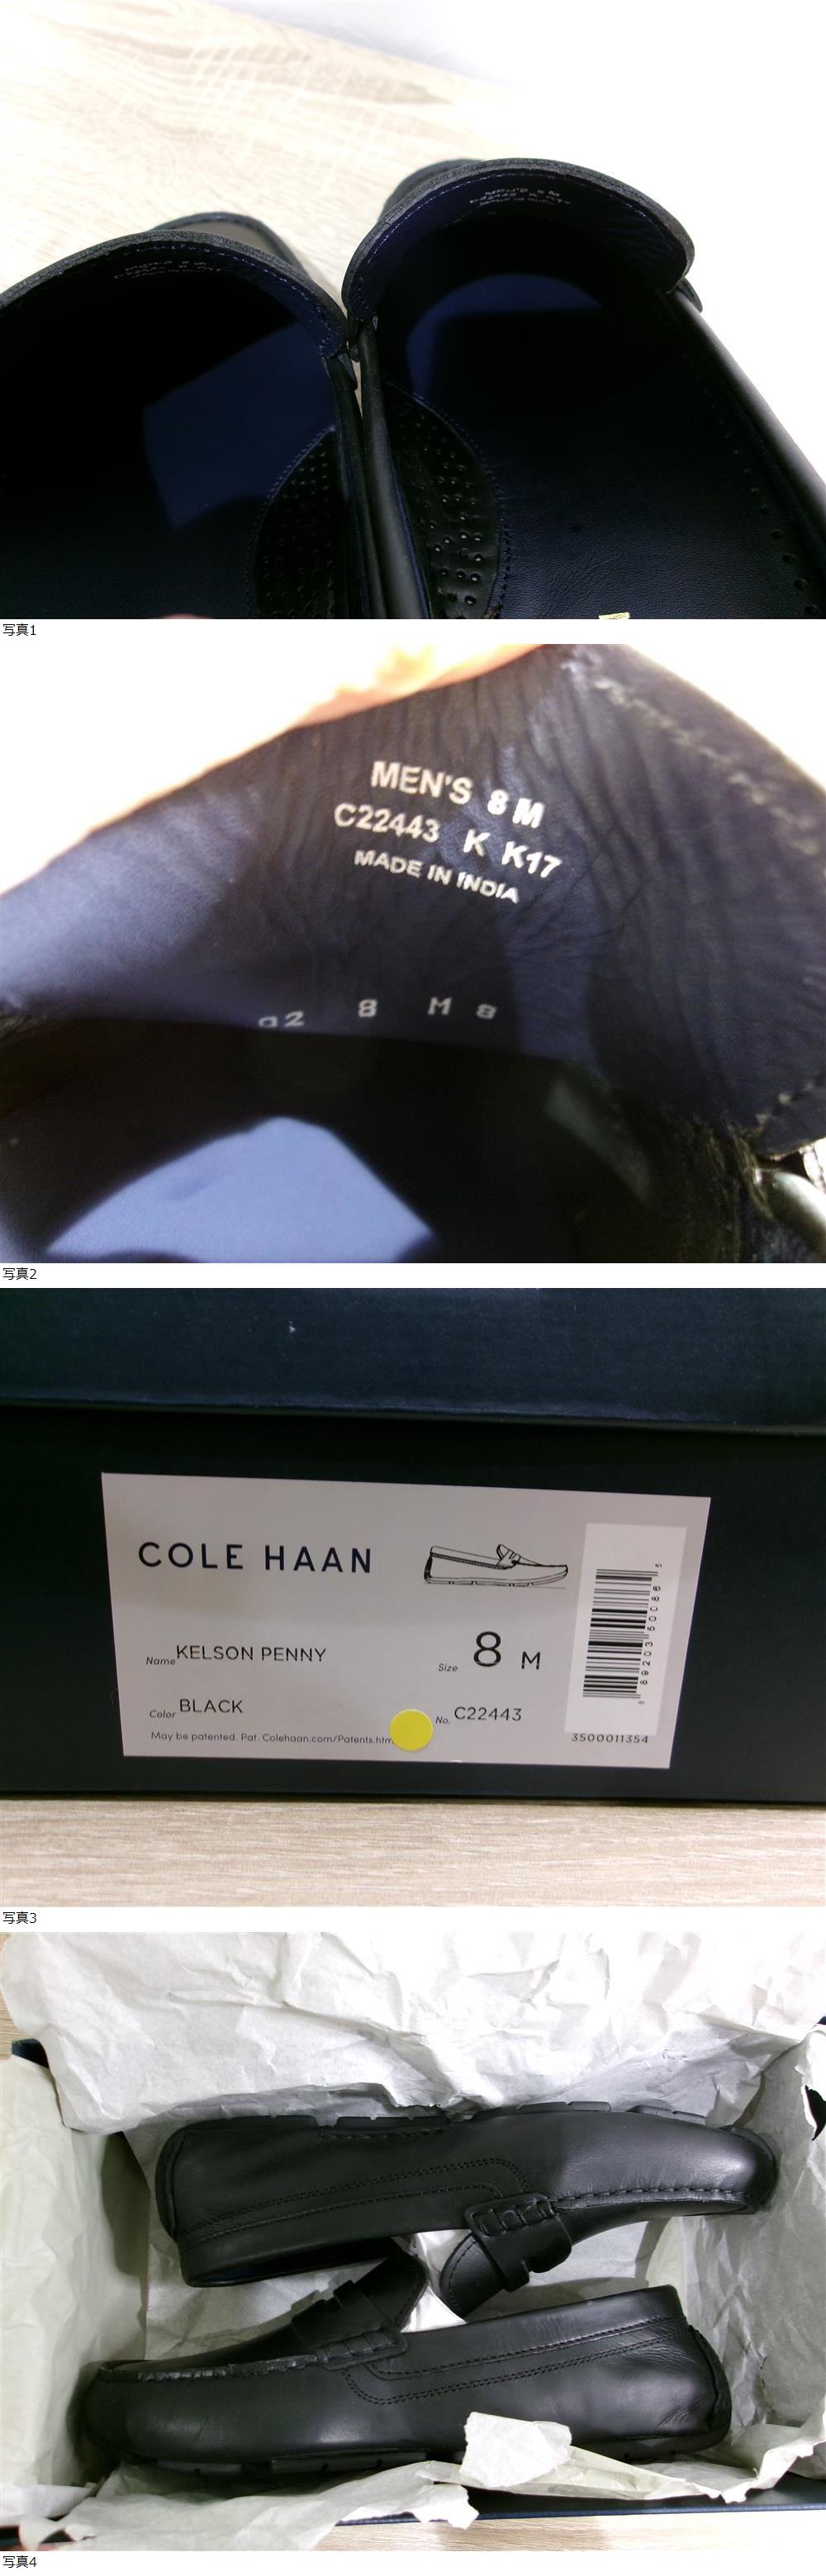 写真1
MEN'S 8 M
C22443 K K17
MADE IN INDIA
8 M 8
写真2
COLE HAAN
Name KELSON PENNY
Size 8 M
Color BLACK
No. C22443
May be patented. Pat. Colehaan.com/Patents.htm
3500011354
写真3
写真4